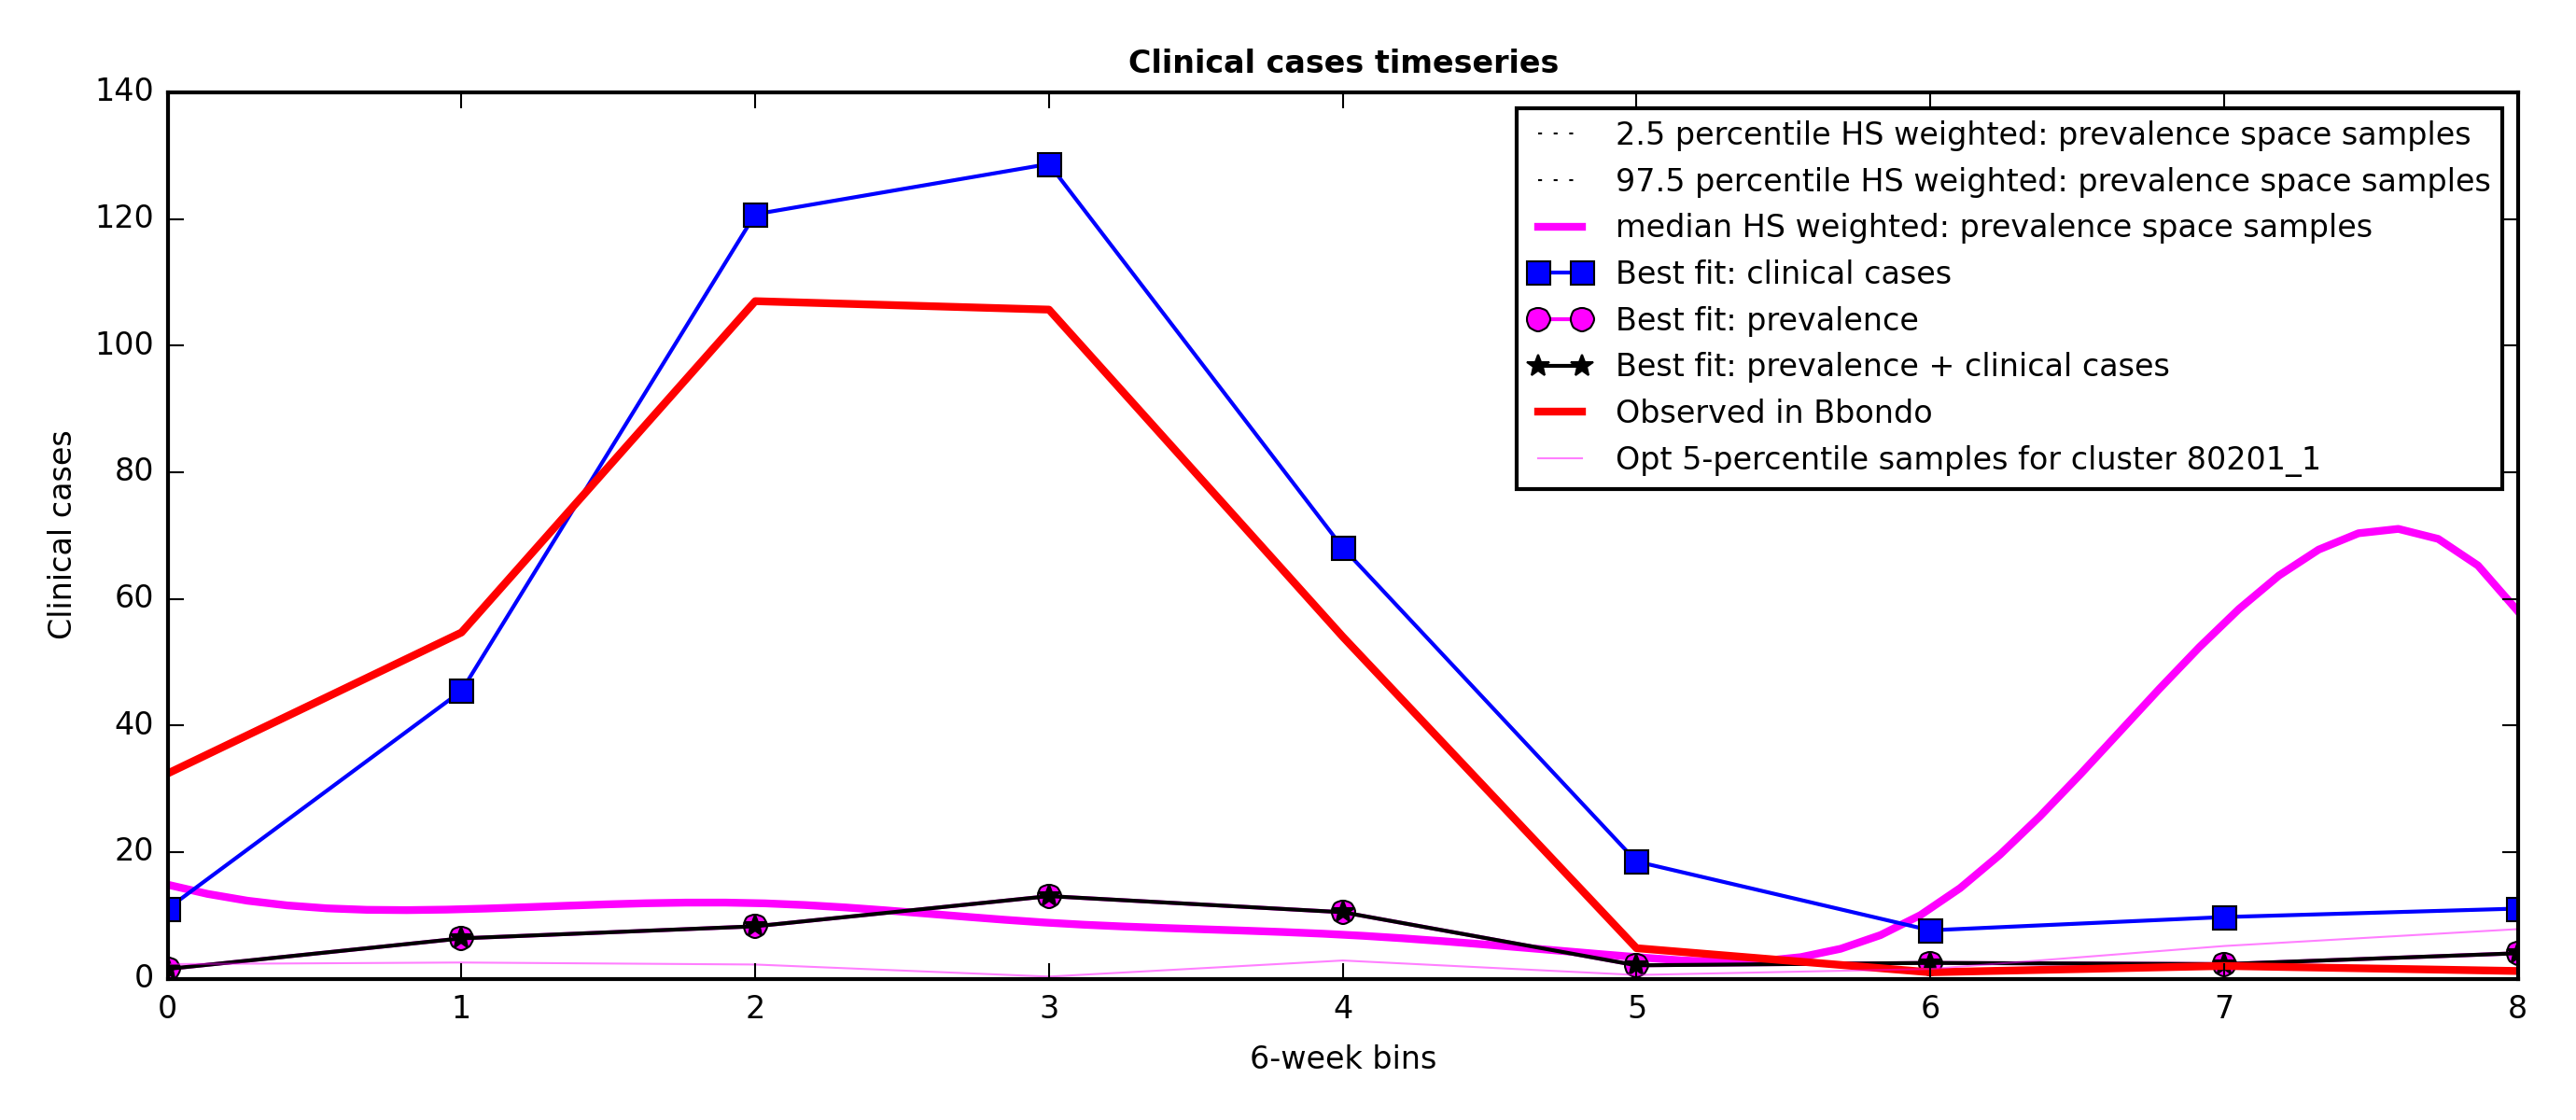 Clinical cases timeseries
140
120
100
80
60
40
20
0
Clinical cases
2.5 percentile HS weighted: prevalence space samples
97.5 percentile HS weighted: prevalence space samples
median HS weighted: prevalence space samples
Best fit: clinical cases
Best fit: prevalence
Best fit: prevalence + clinical cases
Observed in Bbondo
Opt 5-percentile samples for cluster 80201_1
0 1 2 3 4 5 6 7 8
6-week bins